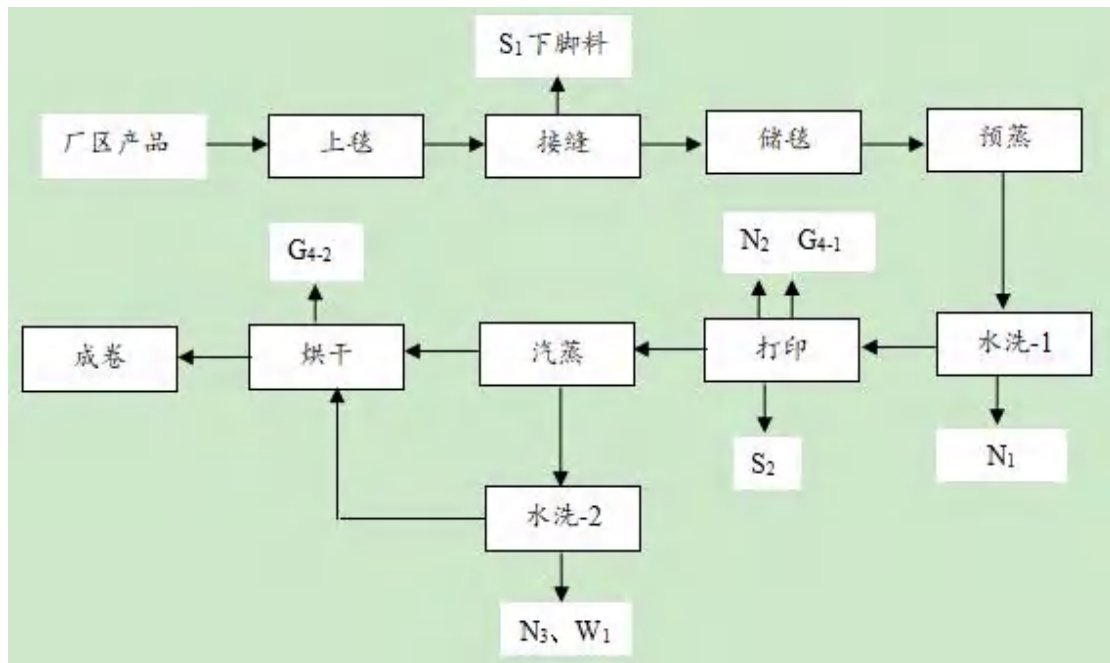 S₁下脚料
厂区产品
上毯
接缝
储毯
预蒸
G₄₋₂
N₂
G₄₋₁
成卷
烘干
汽蒸
打印
水洗-1
S₂
N₁
水洗-2
N₃、W₁